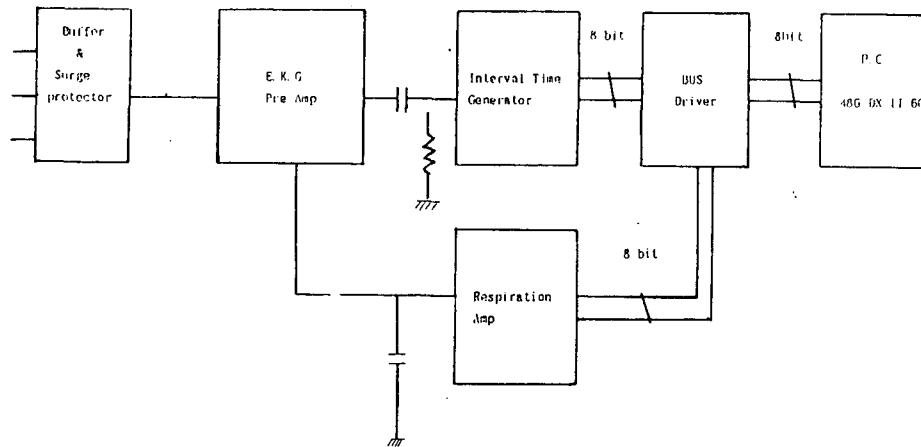 Buffer
&
Surge
protector
E.K.G
Pre Amp
Interval Time
Generator
8 bit
BUS
Driver
8bit
P.C
486 DX II 66
Respiration
Amp
8 bit